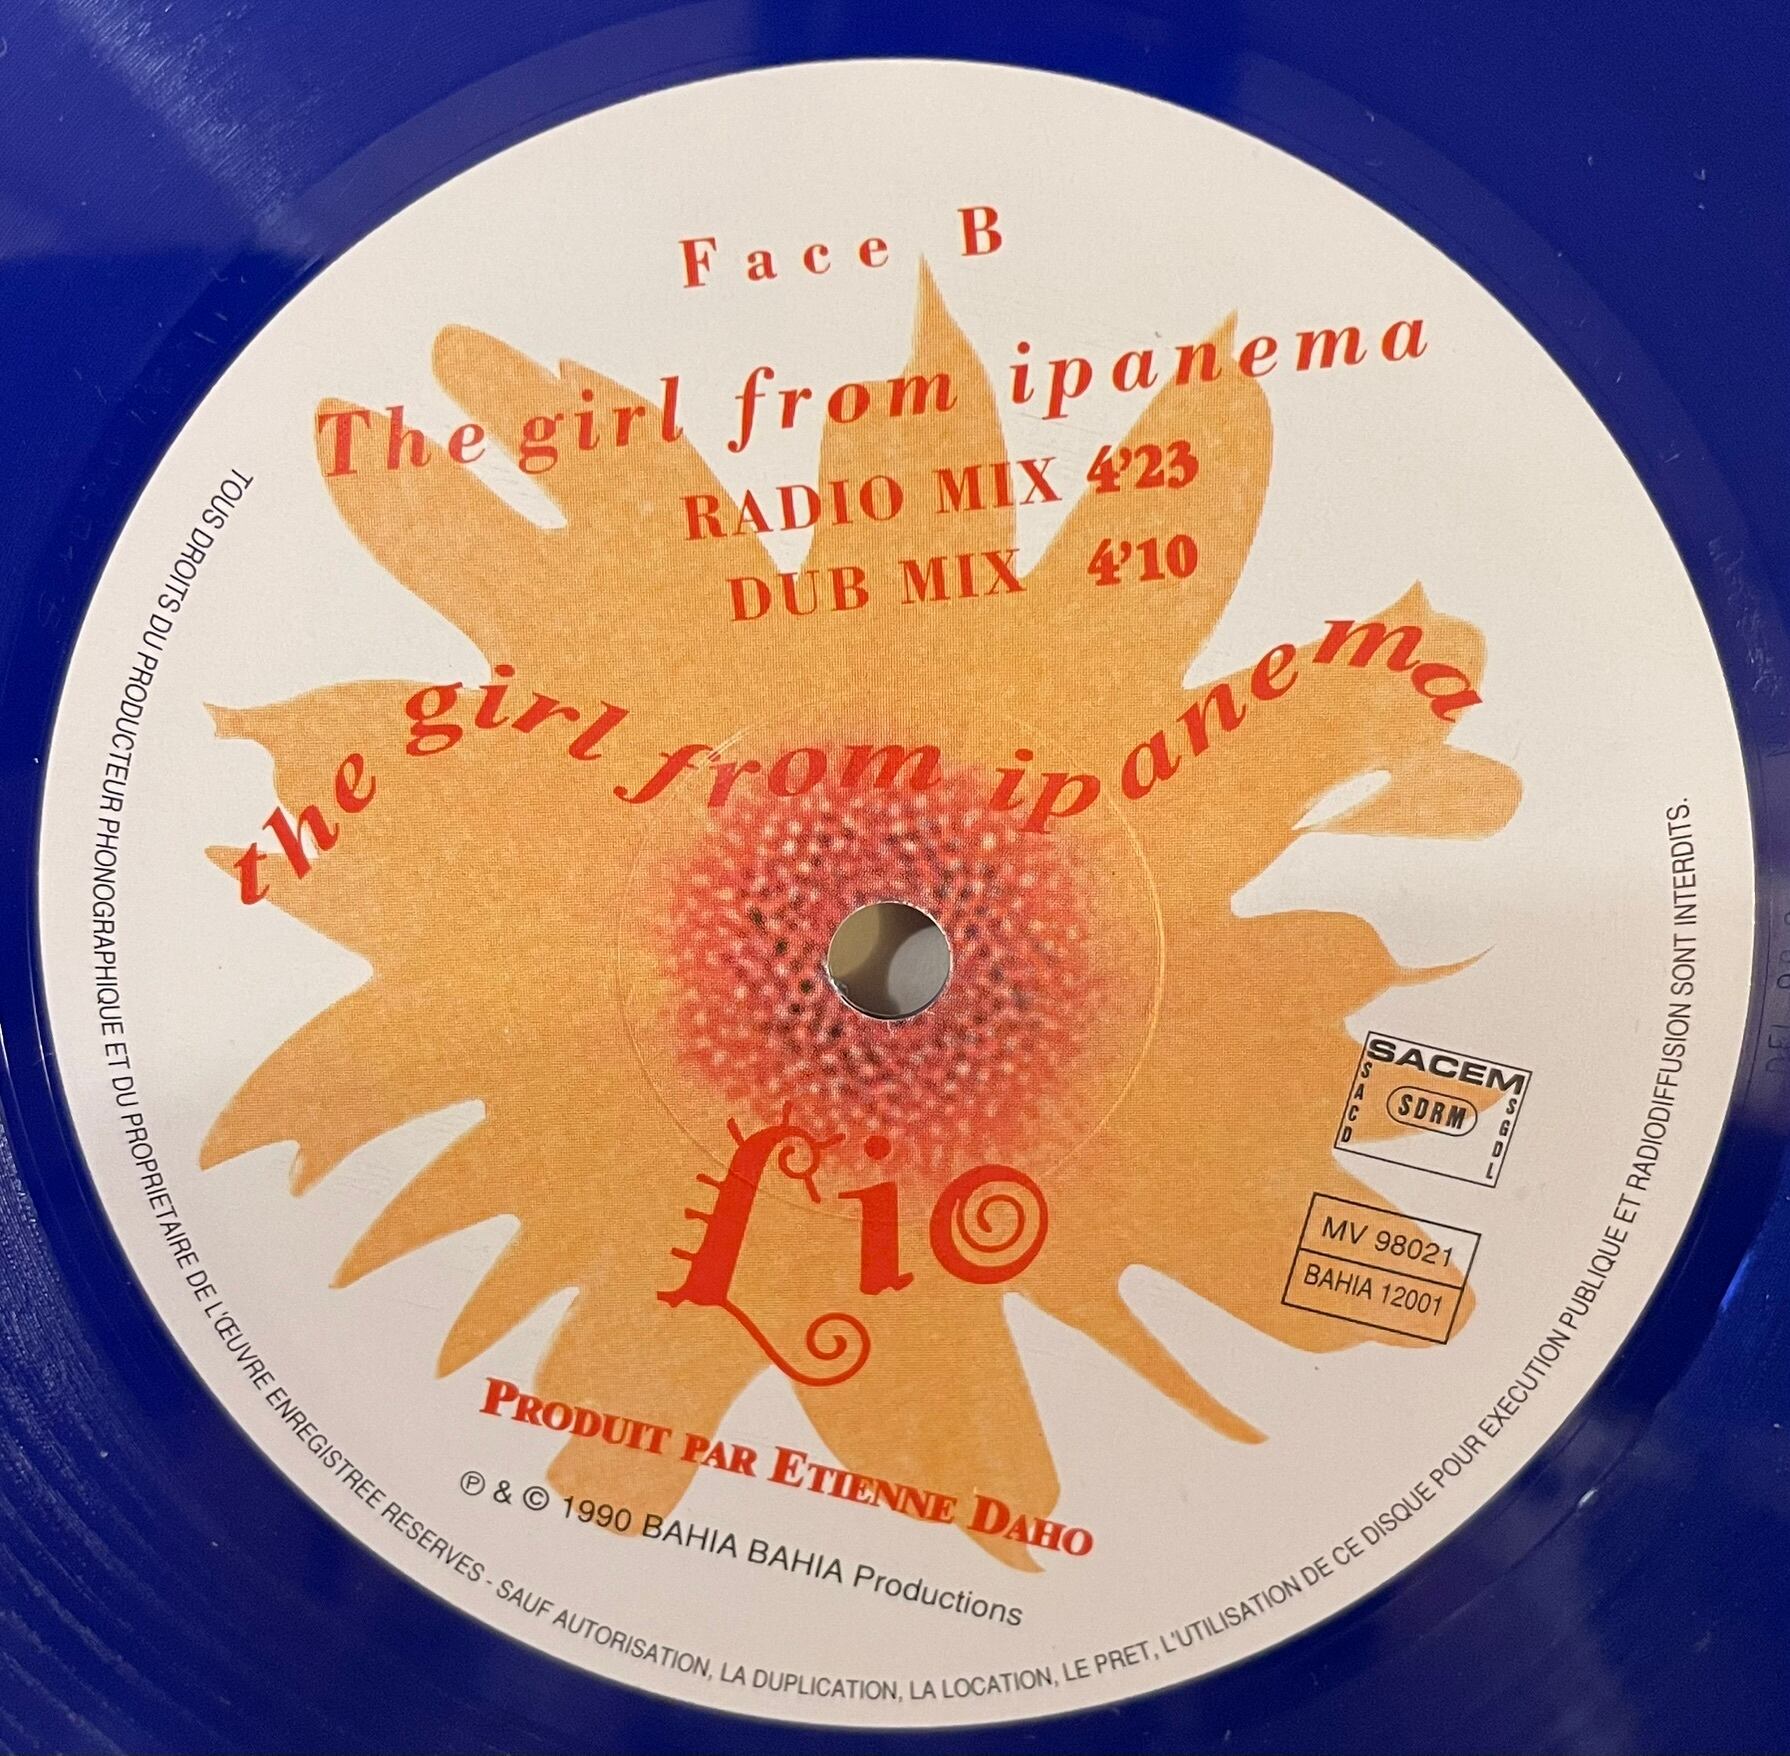 Face B
The girl from ipanema
RADIO MIX 4'23
DUB MIX 4'10
the girl from ipanema
Lio
SACEM
SACD
SDRM
SGDL
MV 98021
BAHIA 12001
PRODUIT PAR ETIENNE DAHO
℗ & © 1990 BAHIA BAHIA Productions
TOUS DROITS DU PRODUCTEUR PHONOGRAPHIQUE ET DU PROPRIETAIRE DE L'ŒUVRE ENREGISTREE RESERVES - SAUF AUTORISATION, LA DUPLICATION, LA LOCATION, LE PRET, L'UTILISATION DE CE DISQUE POUR EXECUTION PUBLIQUE ET RADIODIFFUSION SONT INTERDITS.